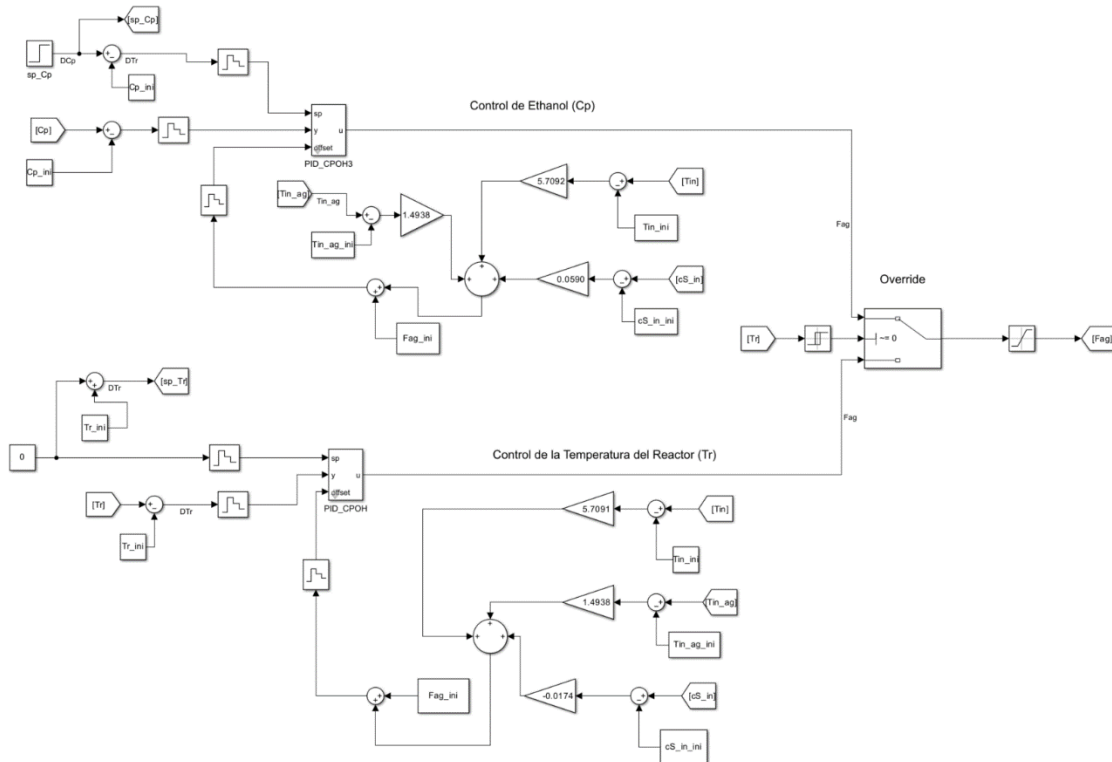 [sp_Cp]
DCp
DTr
sp_Cp
Cp_ini
Control de Ethanol (Cp)
[Cp]
sp
y
u
offset
PID_CPOH3
Cp_ini
[Tin_ag]
Tin_ag
1.4938
5.7092
[Tin]
Tin_ag_ini
Tin_ini
Fag
0.0590
[cS_in]
Override
Fag_ini
cS_in_ini
[Tr]
~= 0
[Fag]
[sp_Tr]
DTr
Tr_ini
Fag
0
sp
y
u
offset
PID_CPOH
Control de la Temperatura del Reactor (Tr)
[Tr]
DTr
Tr_ini
5.7091
[Tin]
Tin_ini
1.4938
[Tin_ag]
Tin_ag_ini
Fag_ini
-0.0174
[cS_in]
cS_in_ini